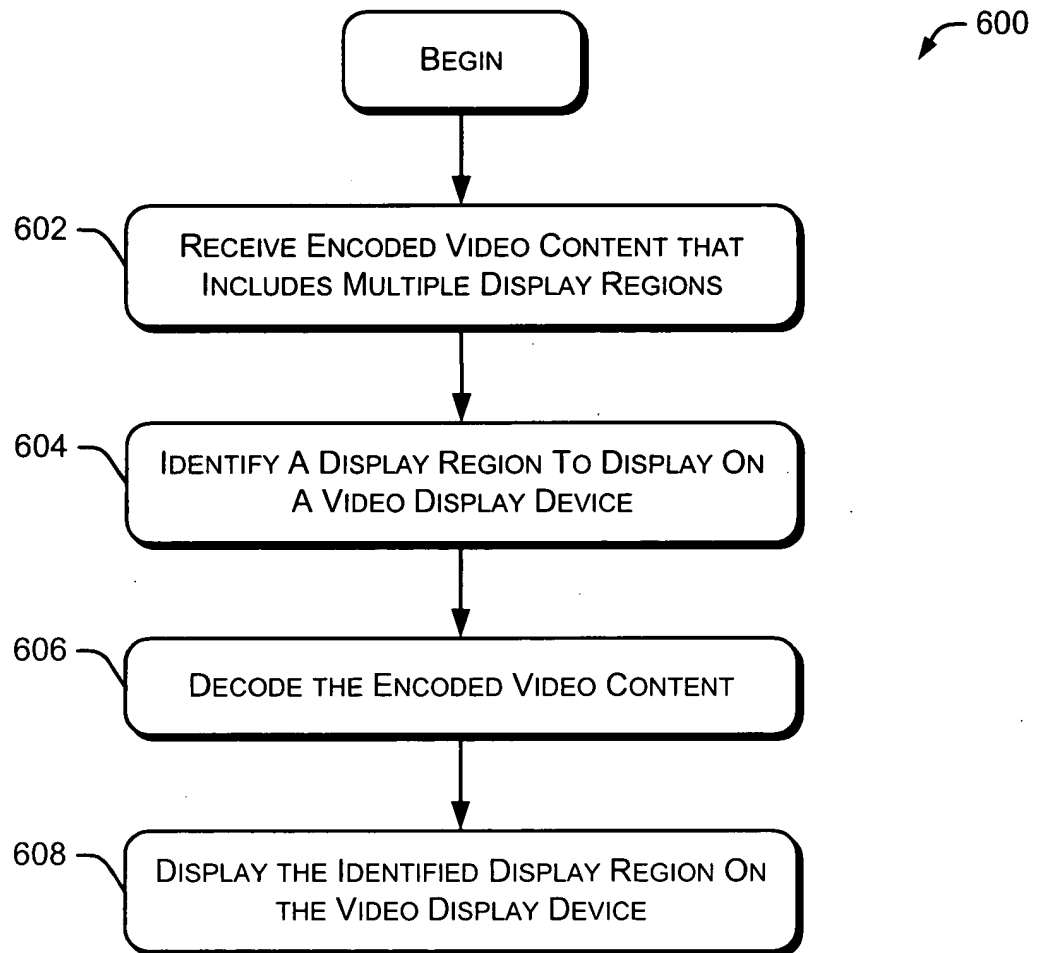 BEGIN
600
602
RECEIVE ENCODED VIDEO CONTENT THAT
INCLUDES MULTIPLE DISPLAY REGIONS
604
IDENTIFY A DISPLAY REGION TO DISPLAY ON
A VIDEO DISPLAY DEVICE
606
DECODE THE ENCODED VIDEO CONTENT
608
DISPLAY THE IDENTIFIED DISPLAY REGION ON
THE VIDEO DISPLAY DEVICE